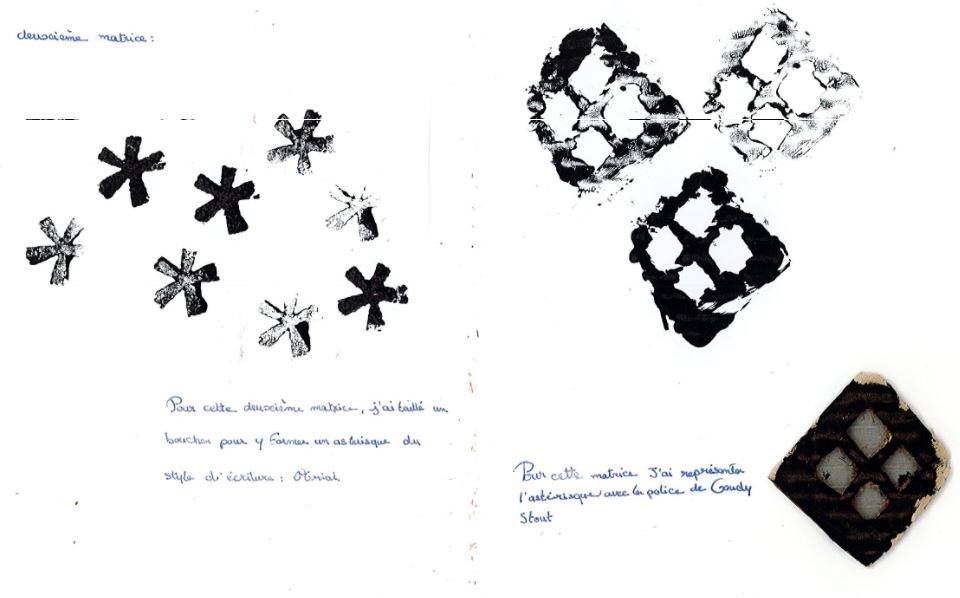 deuxième matrice :
Pour cette deuxième matrice, j'ai taillé un
bouchon pour y former un asterisque du
style d'écriture : Arial,
Pour cette matrice J'ai représenté
l'astérisque avec la police de Goudy
Stout